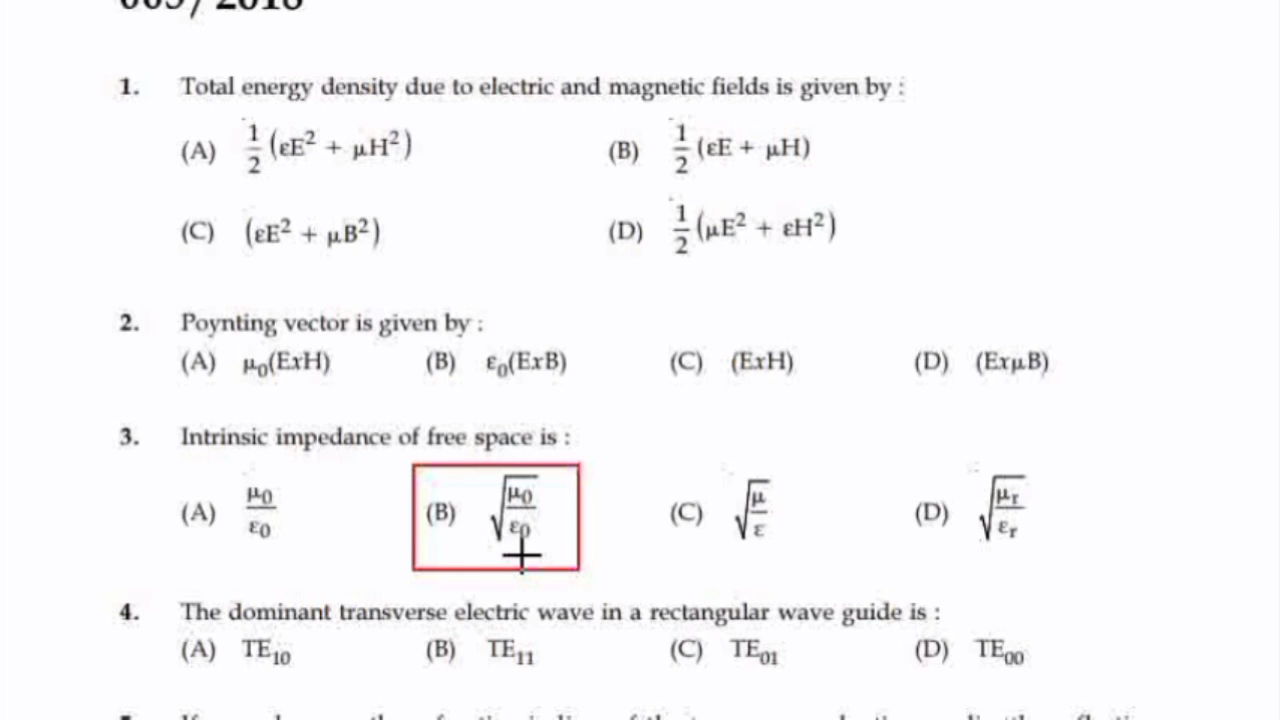 1. Total energy density due to electric and magnetic fields is given by :
(A) 1/2 (εE² + μH²) (B) 1/2 (εE + μH)
(C) (εE² + μB²) (D) 1/2 (μE² + εH²)
2. Poynting vector is given by :
(A) μ₀(ExH) (B) ε₀(ExB) (C) (ExH) (D) (ExμB)
3. Intrinsic impedance of free space is :
(A) μ₀/ε₀ (B) √(μ₀/ε₀) (C) √(μ/ε) (D) √(μᵣ/εᵣ)
4. The dominant transverse electric wave in a rectangular wave guide is :
(A) TE₁₀ (B) TE₁₁ (C) TE₀₁ (D) TE₀₀